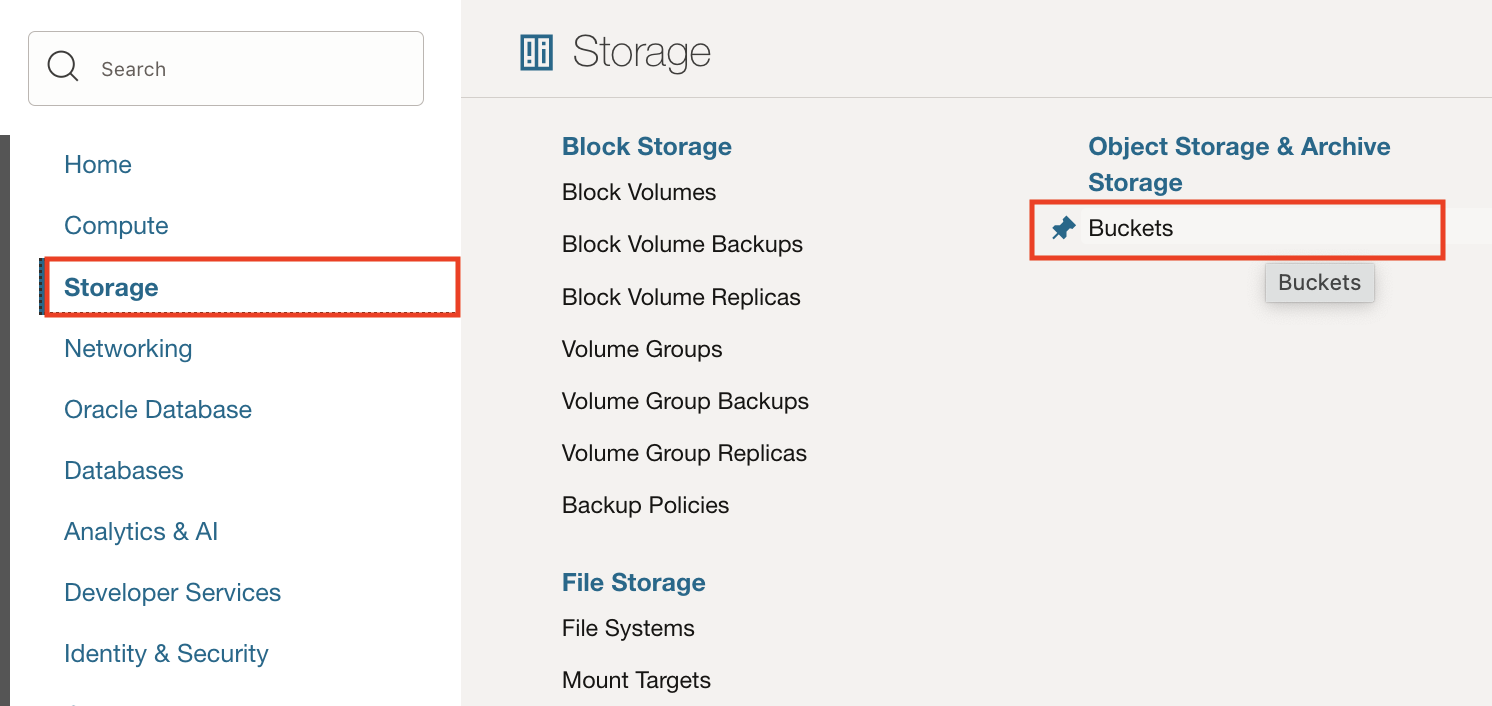 Search
Home
Compute
Storage
Networking
Oracle Database
Databases
Analytics & AI
Developer Services
Identity & Security
Storage
Block Storage
Block Volumes
Block Volume Backups
Block Volume Replicas
Volume Groups
Volume Group Backups
Volume Group Replicas
Backup Policies
File Storage
File Systems
Mount Targets
Object Storage & Archive
Storage
Buckets
Buckets